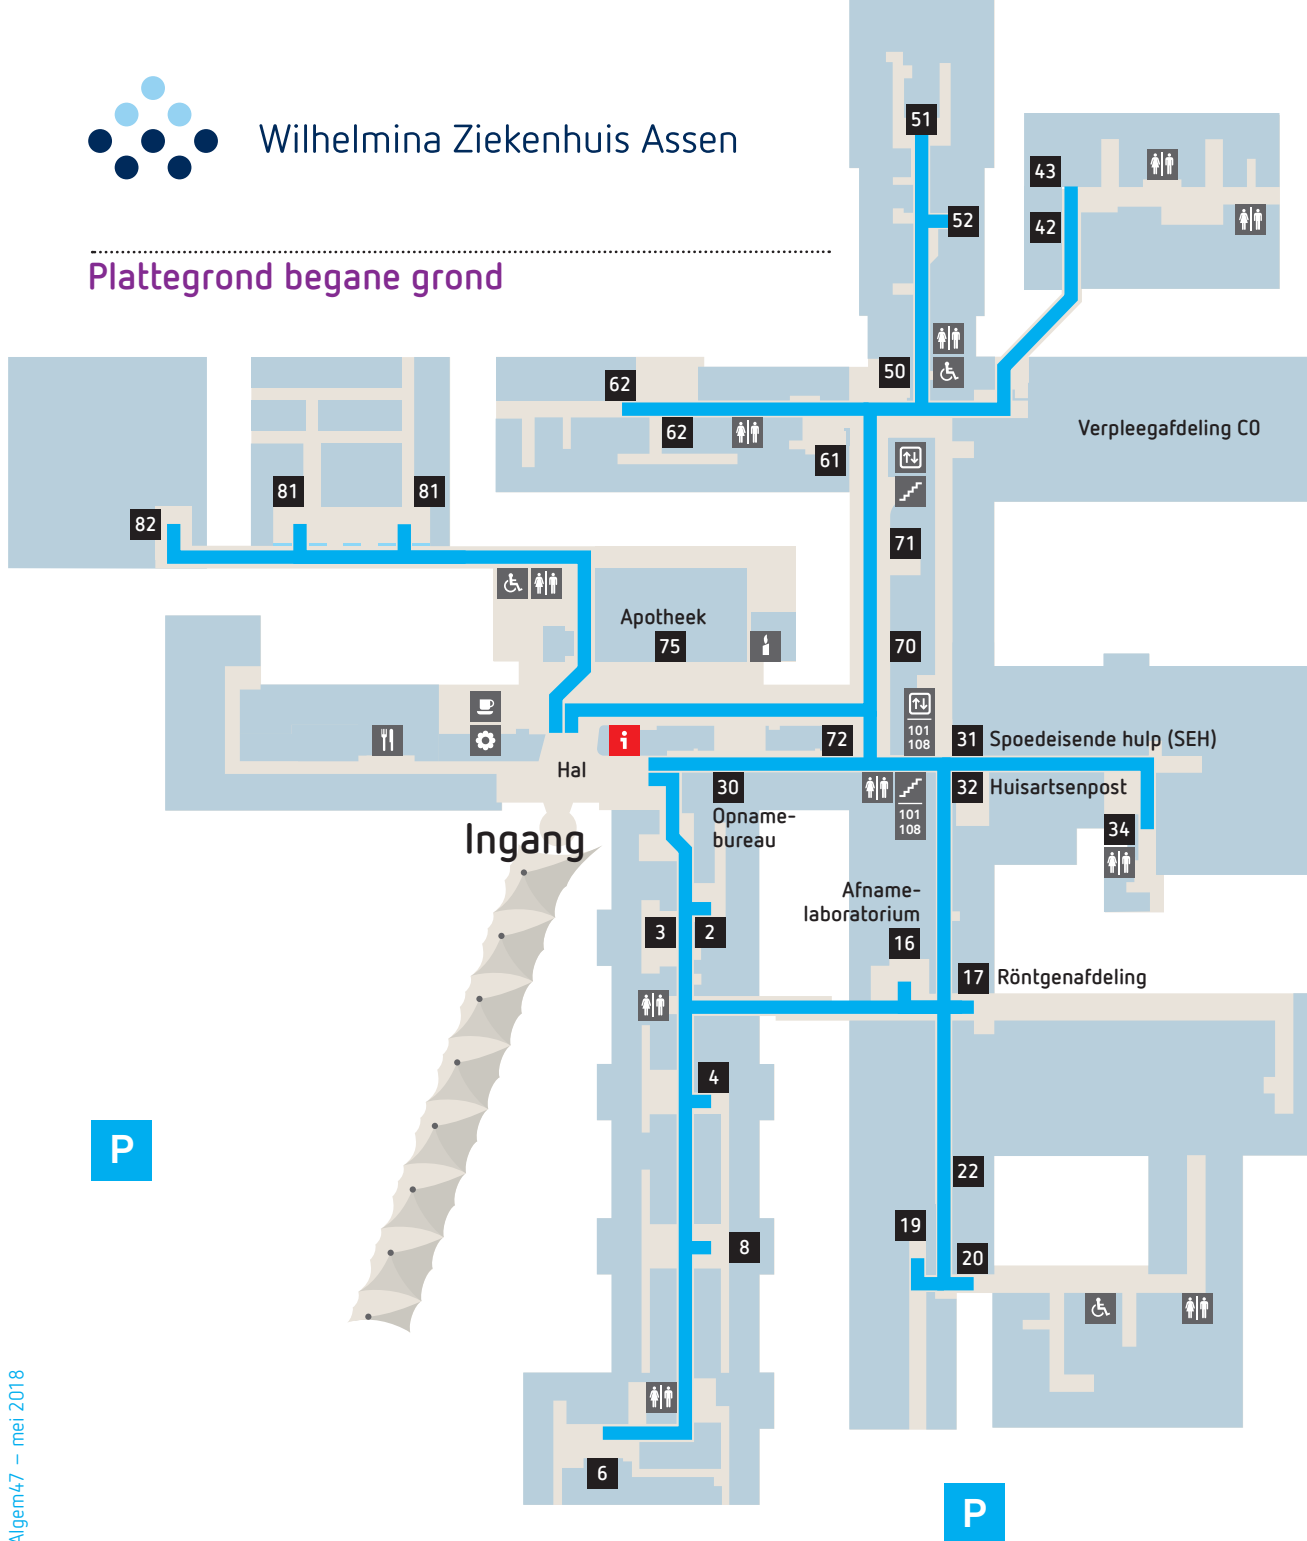 Wilhelmina Ziekenhuis Assen
Plattegrond begane grond
51
52
43
42
50
62
62
61
Verpleegafdeling C0
81
81
82
71
Apotheek
75
70
101
108
72
31 Spoedeisende hulp (SEH)
Hal
30
32 Huisartsenpost
Opname-
bureau
101
108
34
Ingang
Afname-
laboratorium
3
2
16
17 Röntgenafdeling
4
P
22
19
8
20
6
P
Algem47 – mei 2018